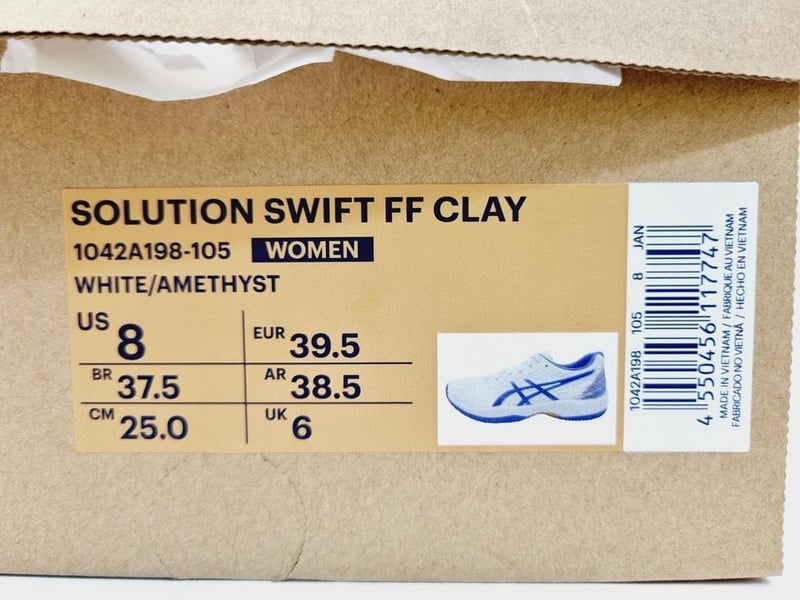 SOLUTION SWIFT FF CLAY
1042A198-105 WOMEN
WHITE/AMETHYST
US 8
EUR 39.5
BR 37.5
AR 38.5
CM 25.0
UK 6
1042A198 105 8 JAN
4 550456 117747
MADE IN VIETNAM / FABRIQUE AU VIETNAM
FABRICADO NO VIETNÃ / HECHO EN VIETNAM